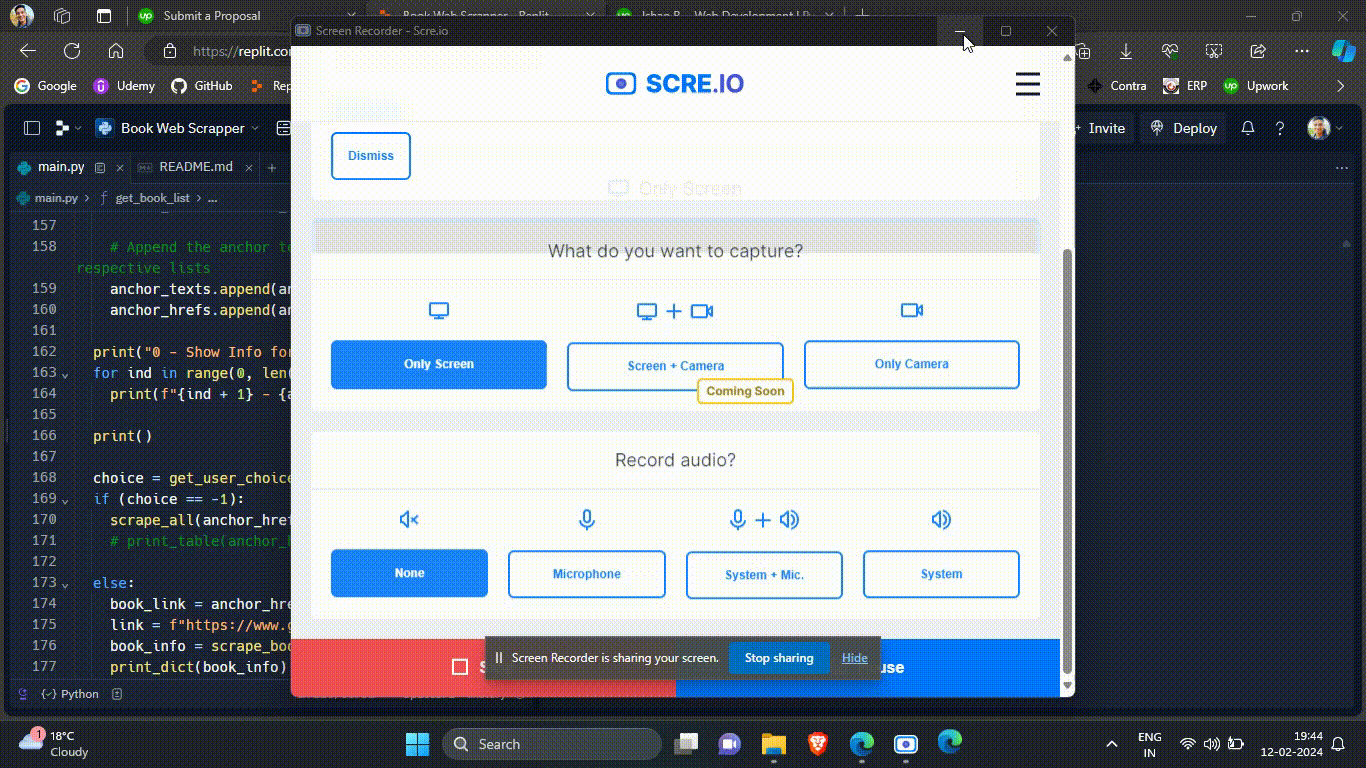 Submit a Proposal
Book Web Scrapper - Replit
Ishan B. - Web Development
Screen Recorder - Scre.io
https://replit.co
SCRE.IO
Google
Udemy
GitHub
Rep
Contra
ERP
Upwork
Book Web Scrapper
Invite
Deploy
main.py
README.md
Dismiss
Only Screen
main.py
get_book_list
...
157
What do you want to capture?
158 # Append the anchor te
respective lists
159 anchor_texts.append(an
160 anchor_hrefs.append(an
161
162 print("0 - Show Info for
163 for ind in range(0, len(
164 print(f"{ind + 1} - {a
165
166 print()
167
168 choice = get_user_choice
169 if (choice == -1):
170 scrape_all(anchor_href
171 # print_table(anchor_h
172
173 else:
174 book_link = anchor_hre
175 link = f"https://www.g
176 book_info = scrape_boo
177 print_dict(book_info)
Only Screen
Screen + Camera
Only Camera
Coming Soon
Record audio?
None
Microphone
System + Mic.
System
Screen Recorder is sharing your screen.
Stop sharing
Hide
use
Python
1
18°C
Cloudy
Search
ENG
IN
19:44
12-02-2024